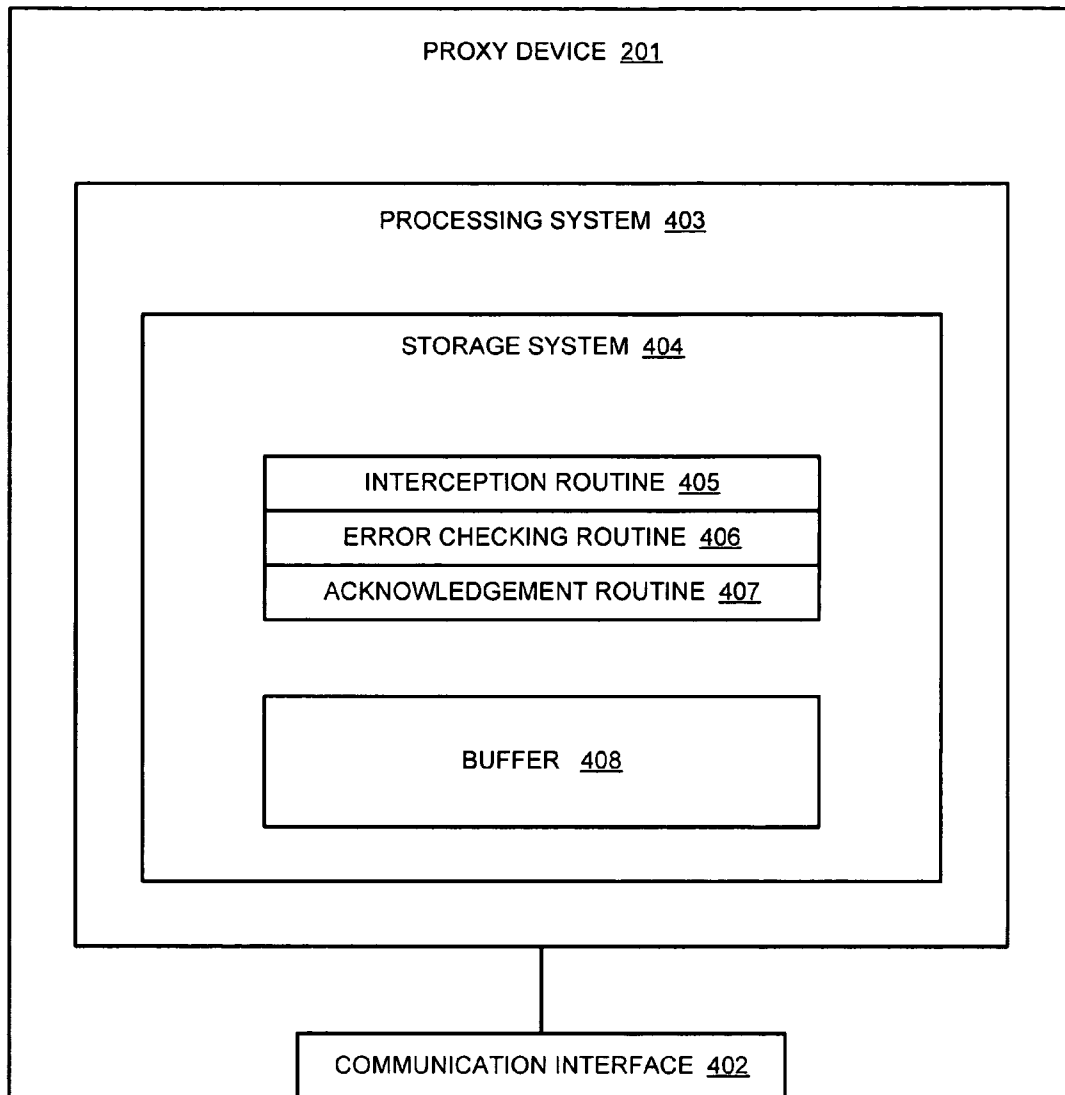 PROXY DEVICE 201
PROCESSING SYSTEM 403
STORAGE SYSTEM 404
INTERCEPTION ROUTINE 405
ERROR CHECKING ROUTINE 406
ACKNOWLEDGEMENT ROUTINE 407
BUFFER 408
COMMUNICATION INTERFACE 402